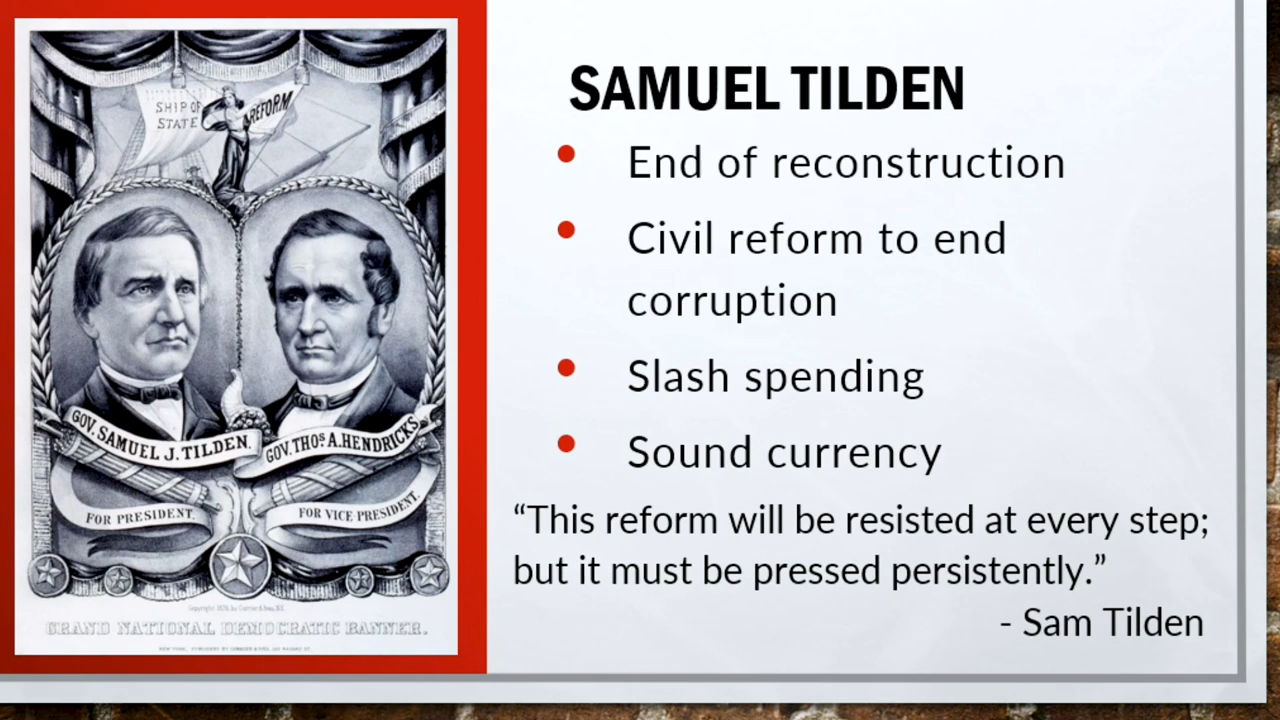 SHIP OF
STATE
REFORM
GOV. SAMUEL J. TILDEN.
GOV. THOS A. HENDRICKS
FOR PRESIDENT.
FOR VICE PRESIDENT.
GRAND NATIONAL DEMOCRATIC BANNER.
SAMUEL TILDEN
• End of reconstruction
• Civil reform to end
corruption
• Slash spending
• Sound currency
“This reform will be resisted at every step;
but it must be pressed persistently.”
- Sam Tilden